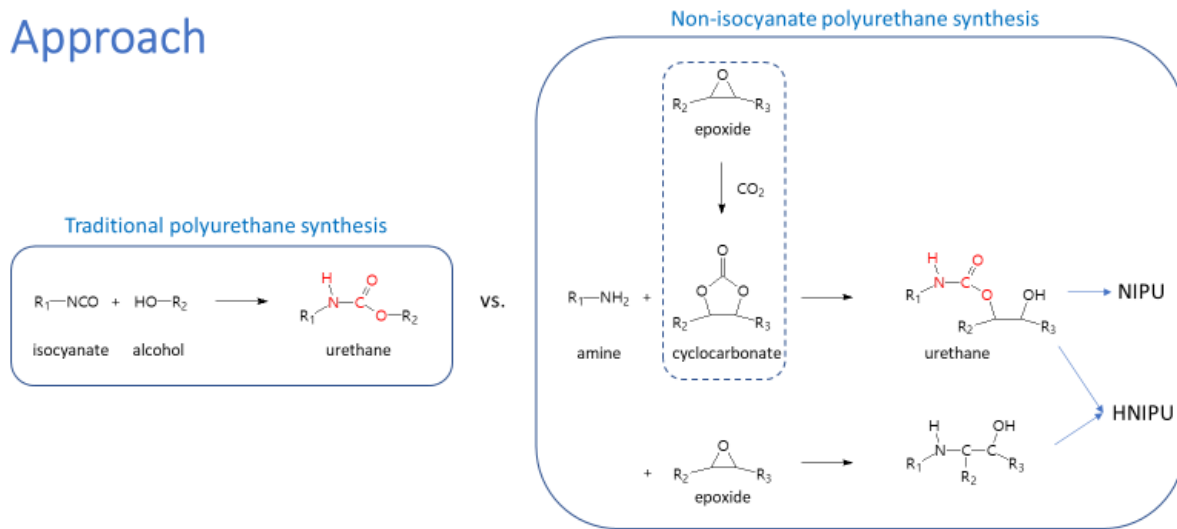 Approach
Non-isocyanate polyurethane synthesis
O
R₂ R₃
epoxide
CO₂
Traditional polyurethane synthesis
R₁—NCO + HO—R₂
isocyanate alcohol
H O
N C
R₁ O R₂
urethane
vs.
R₁—NH₂ +
amine
O
O O
R₂ R₃
cyclocarbonate
H O
N C
R₁ O OH
R₂ R₃
urethane
NIPU
HNIPU
+
O
R₂ R₃
epoxide
H OH
R₁ N C C R₃
R₂